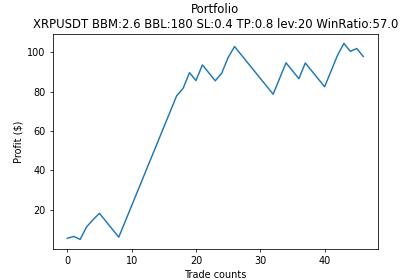 Portfolio
XRPUSDT BBM:2.6 BBL:180 SL:0.4 TP:0.8 lev:20 WinRatio:57.0
100
80
60
40
20
Profit ($)
0 10 20 30 40
Trade counts